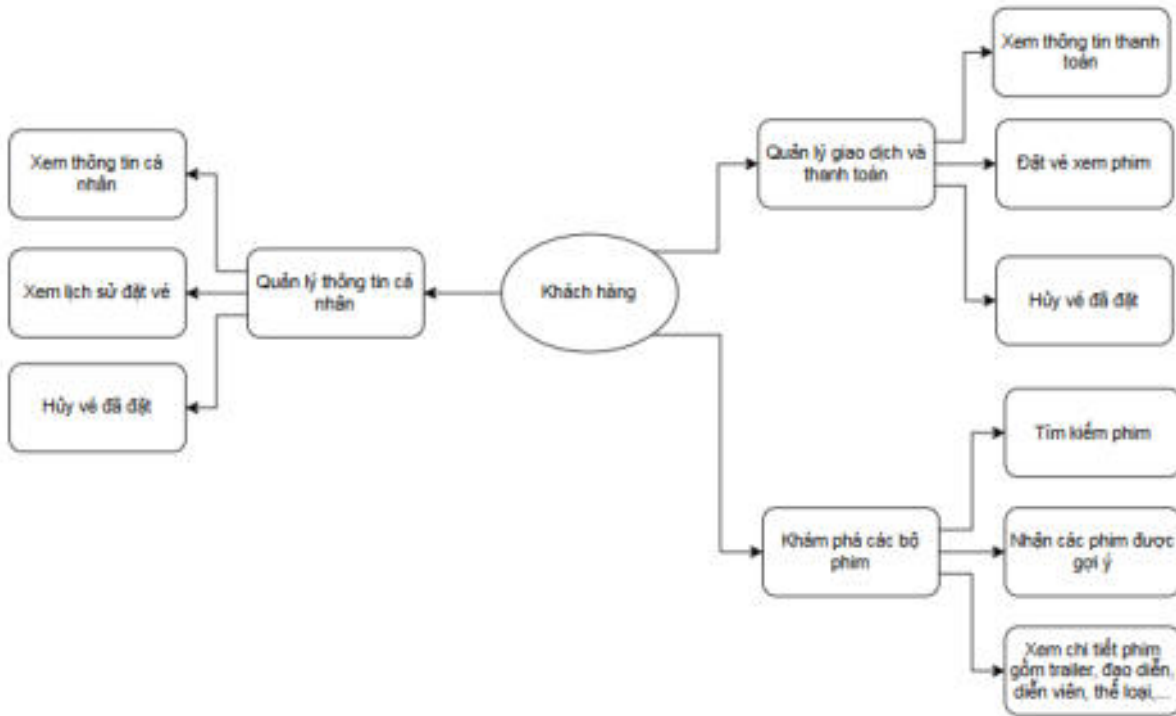 Xem thông tin thanh
toán
Quản lý giao dịch và
thanh toán
Đặt vé xem phim
Hủy vé đã đặt
Xem thông tin cá
nhân
Quản lý thông tin cá
nhân
Xem lịch sử đặt vé
Hủy vé đã đặt
Khách hàng
Tìm kiếm phim
Khám phá các bộ
phim
Nhận các phim được
gợi ý
Xem chi tiết phim
gồm trailer, đạo diễn,
diễn viên, thể loại,...